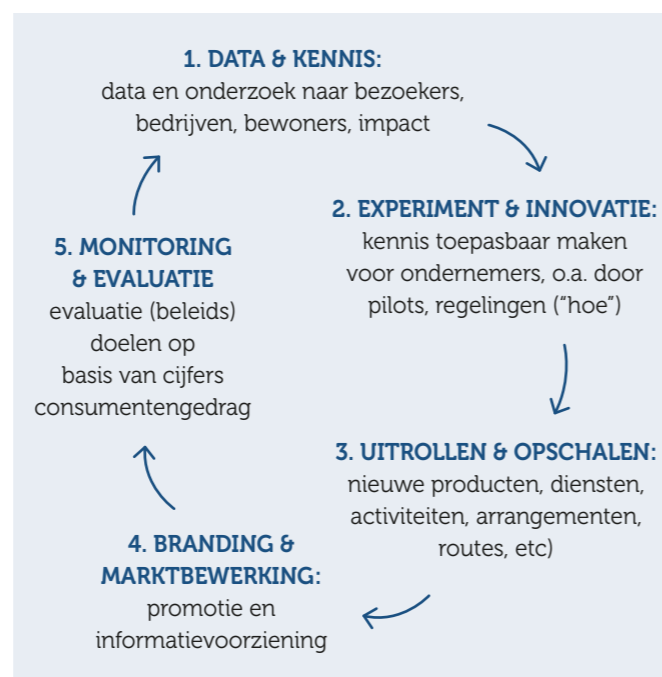 1. DATA & KENNIS:
data en onderzoek naar bezoekers,
bedrijven, bewoners, impact
2. EXPERIMENT & INNOVATIE:
kennis toepasbaar maken
voor ondernemers, o.a. door
pilots, regelingen (“hoe”)
3. UITROLLEN & OPSCHALEN:
nieuwe producten, diensten,
activiteiten, arrangementen,
routes, etc)
4. BRANDING &
MARKTBEWERKING:
promotie en
informatievoorziening
5. MONITORING
& EVALUATIE
evaluatie (beleids)
doelen op
basis van cijfers
consumentengedrag